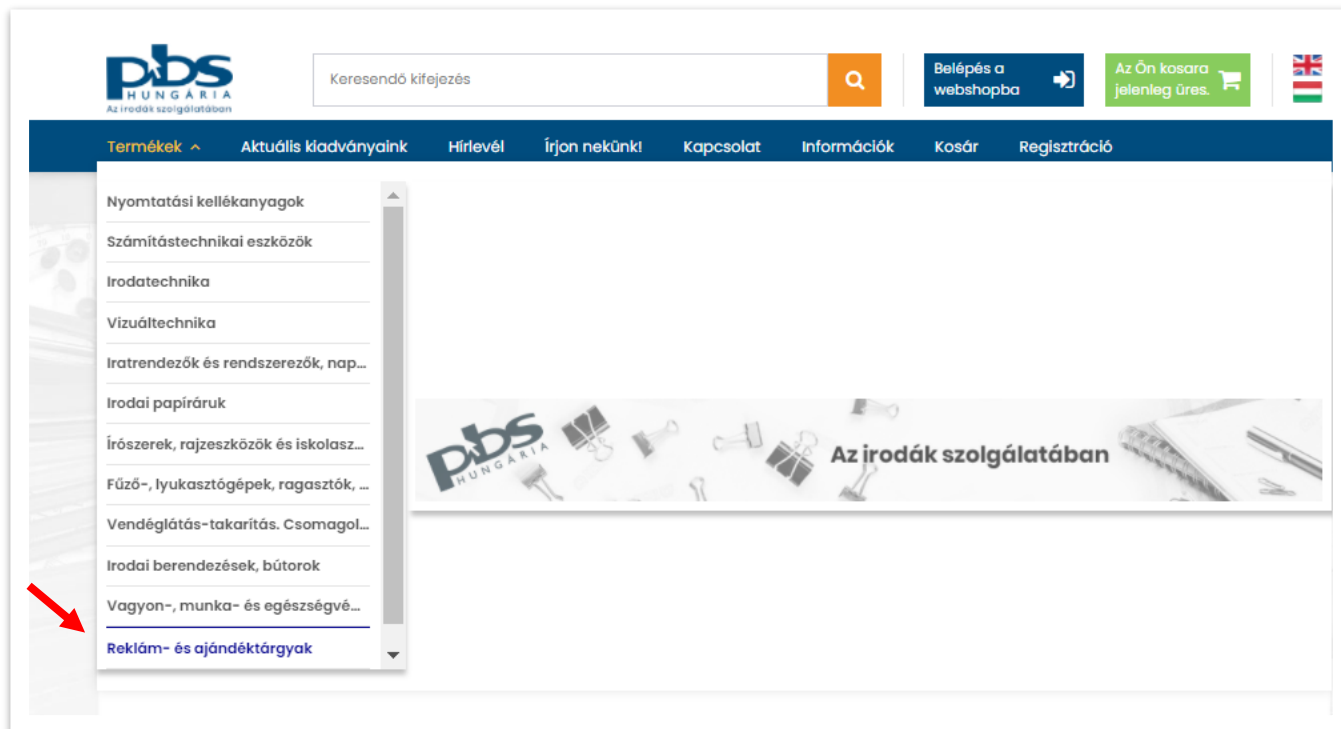 pbs
HUNGÁRIA
Az irodák szolgálatában
Keresendő kifejezés
Belépés a
webshopba
Az Ön kosara
jelenleg üres.
Termékek Aktuális kiadványaink Hírlevél Írjon nekünk! Kapcsolat Információk Kosár Regisztráció
Nyomtatási kellékanyagok
Számítástechnikai eszközök
Irodatechnika
Vizuáltechnika
Iratrendezők és rendszerezők, nap...
Irodai papíráruk
Írószerek, rajzeszközök és iskolasz...
Fűző-, lyukasztógépek, ragasztók, ...
Vendéglátás-takarítás. Csomagol...
Irodai berendezések, bútorok
Vagyon-, munka- és egészségvé...
Reklám- és ajándéktárgyak
pbs
HUNGÁRIA
Az irodák szolgálatában